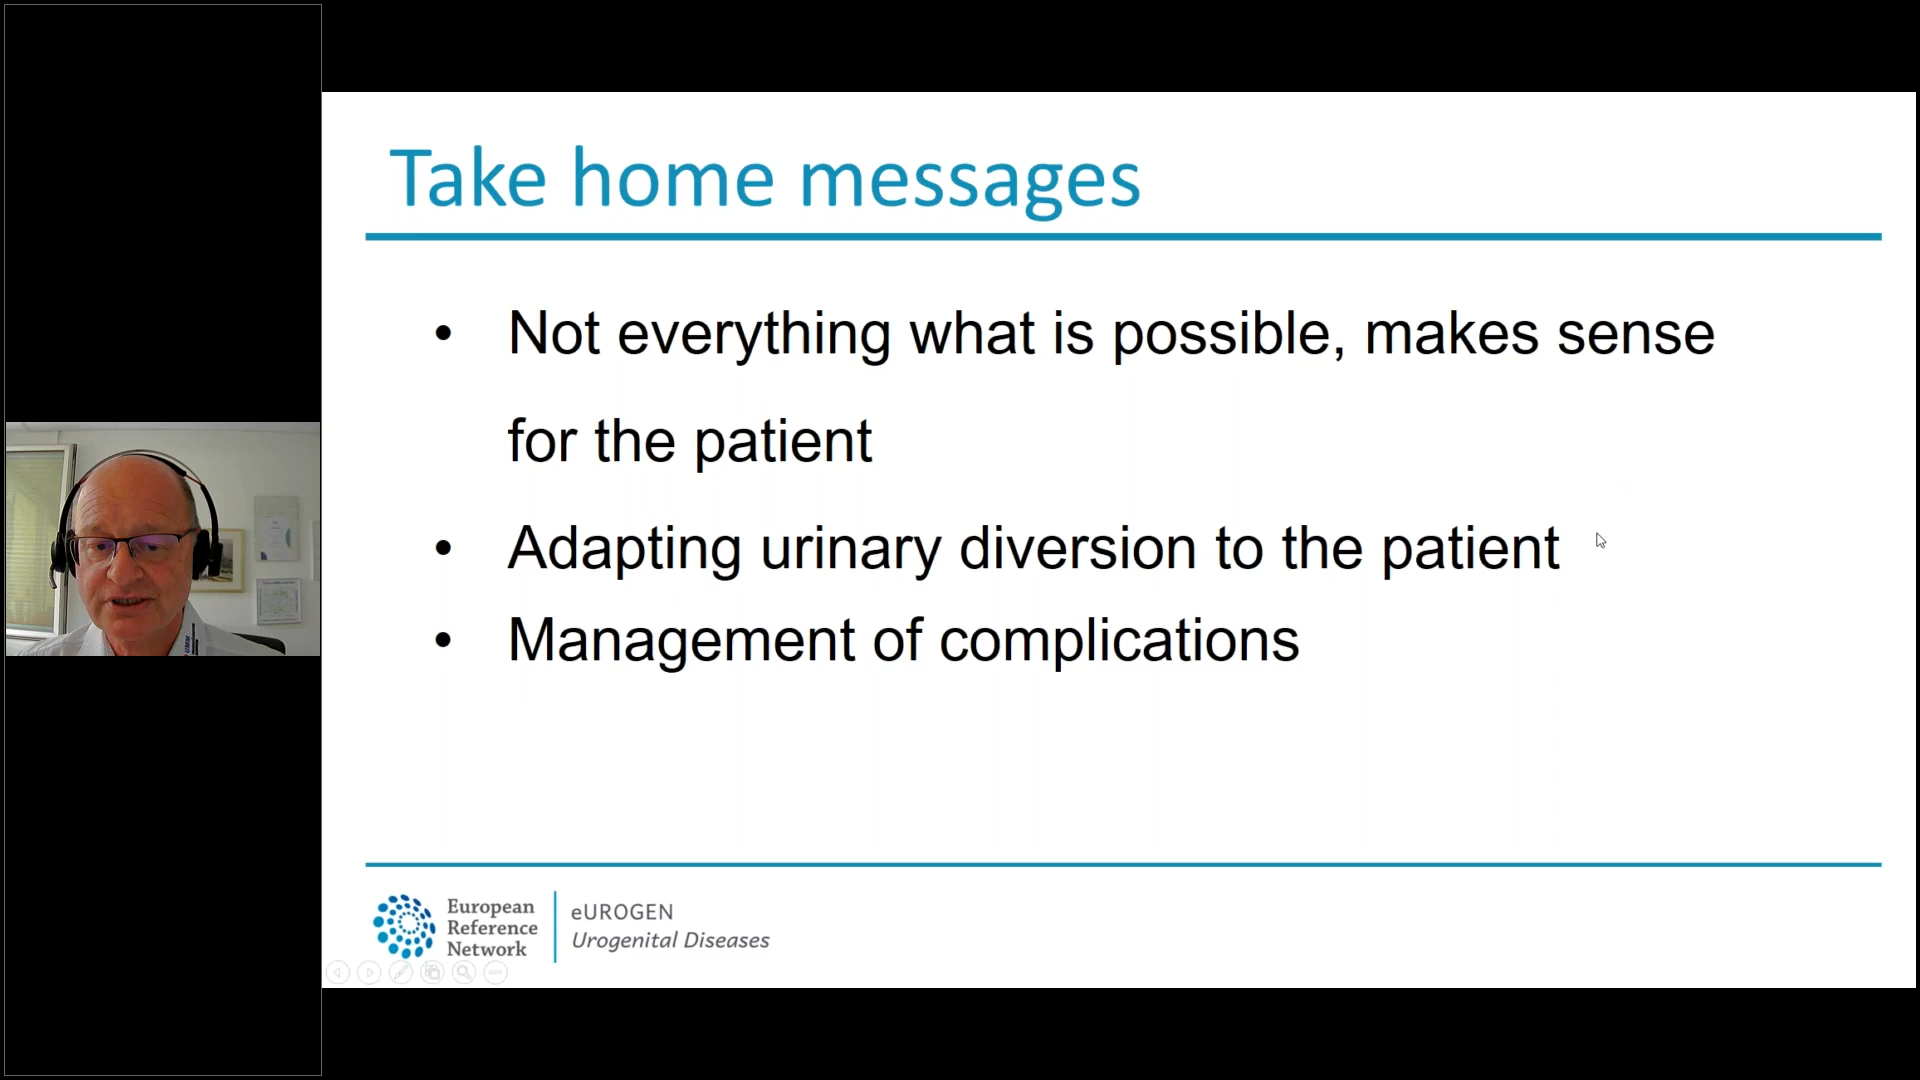 Take home messages
• Not everything what is possible, makes sense
for the patient
• Adapting urinary diversion to the patient
• Management of complications
European
Reference
Network
eUROGEN
Urogenital Diseases